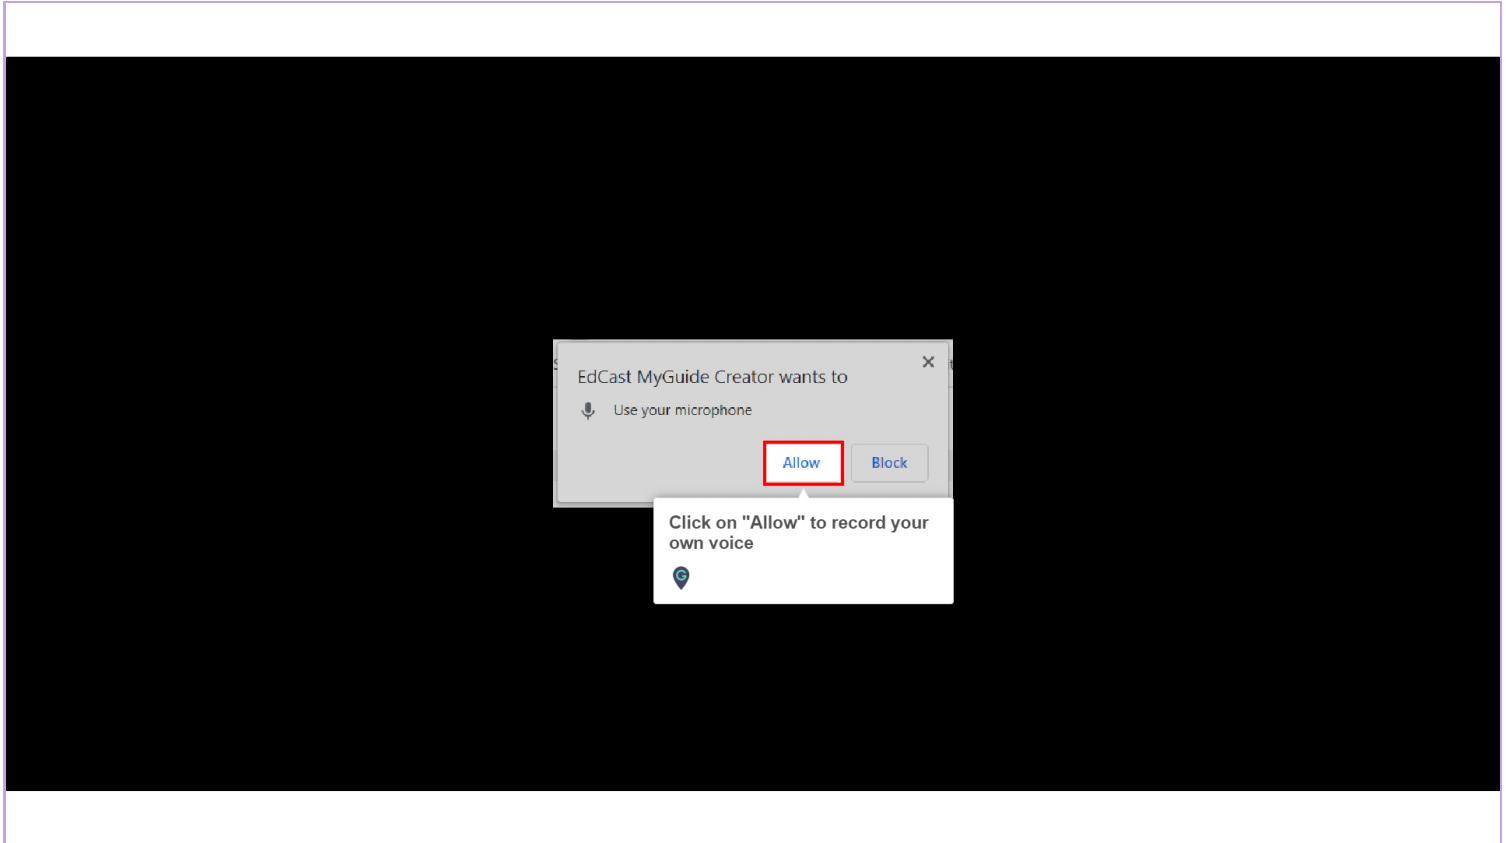 EdCast MyGuide Creator wants to
Use your microphone
Allow
Block
Click on "Allow" to record your
own voice
G